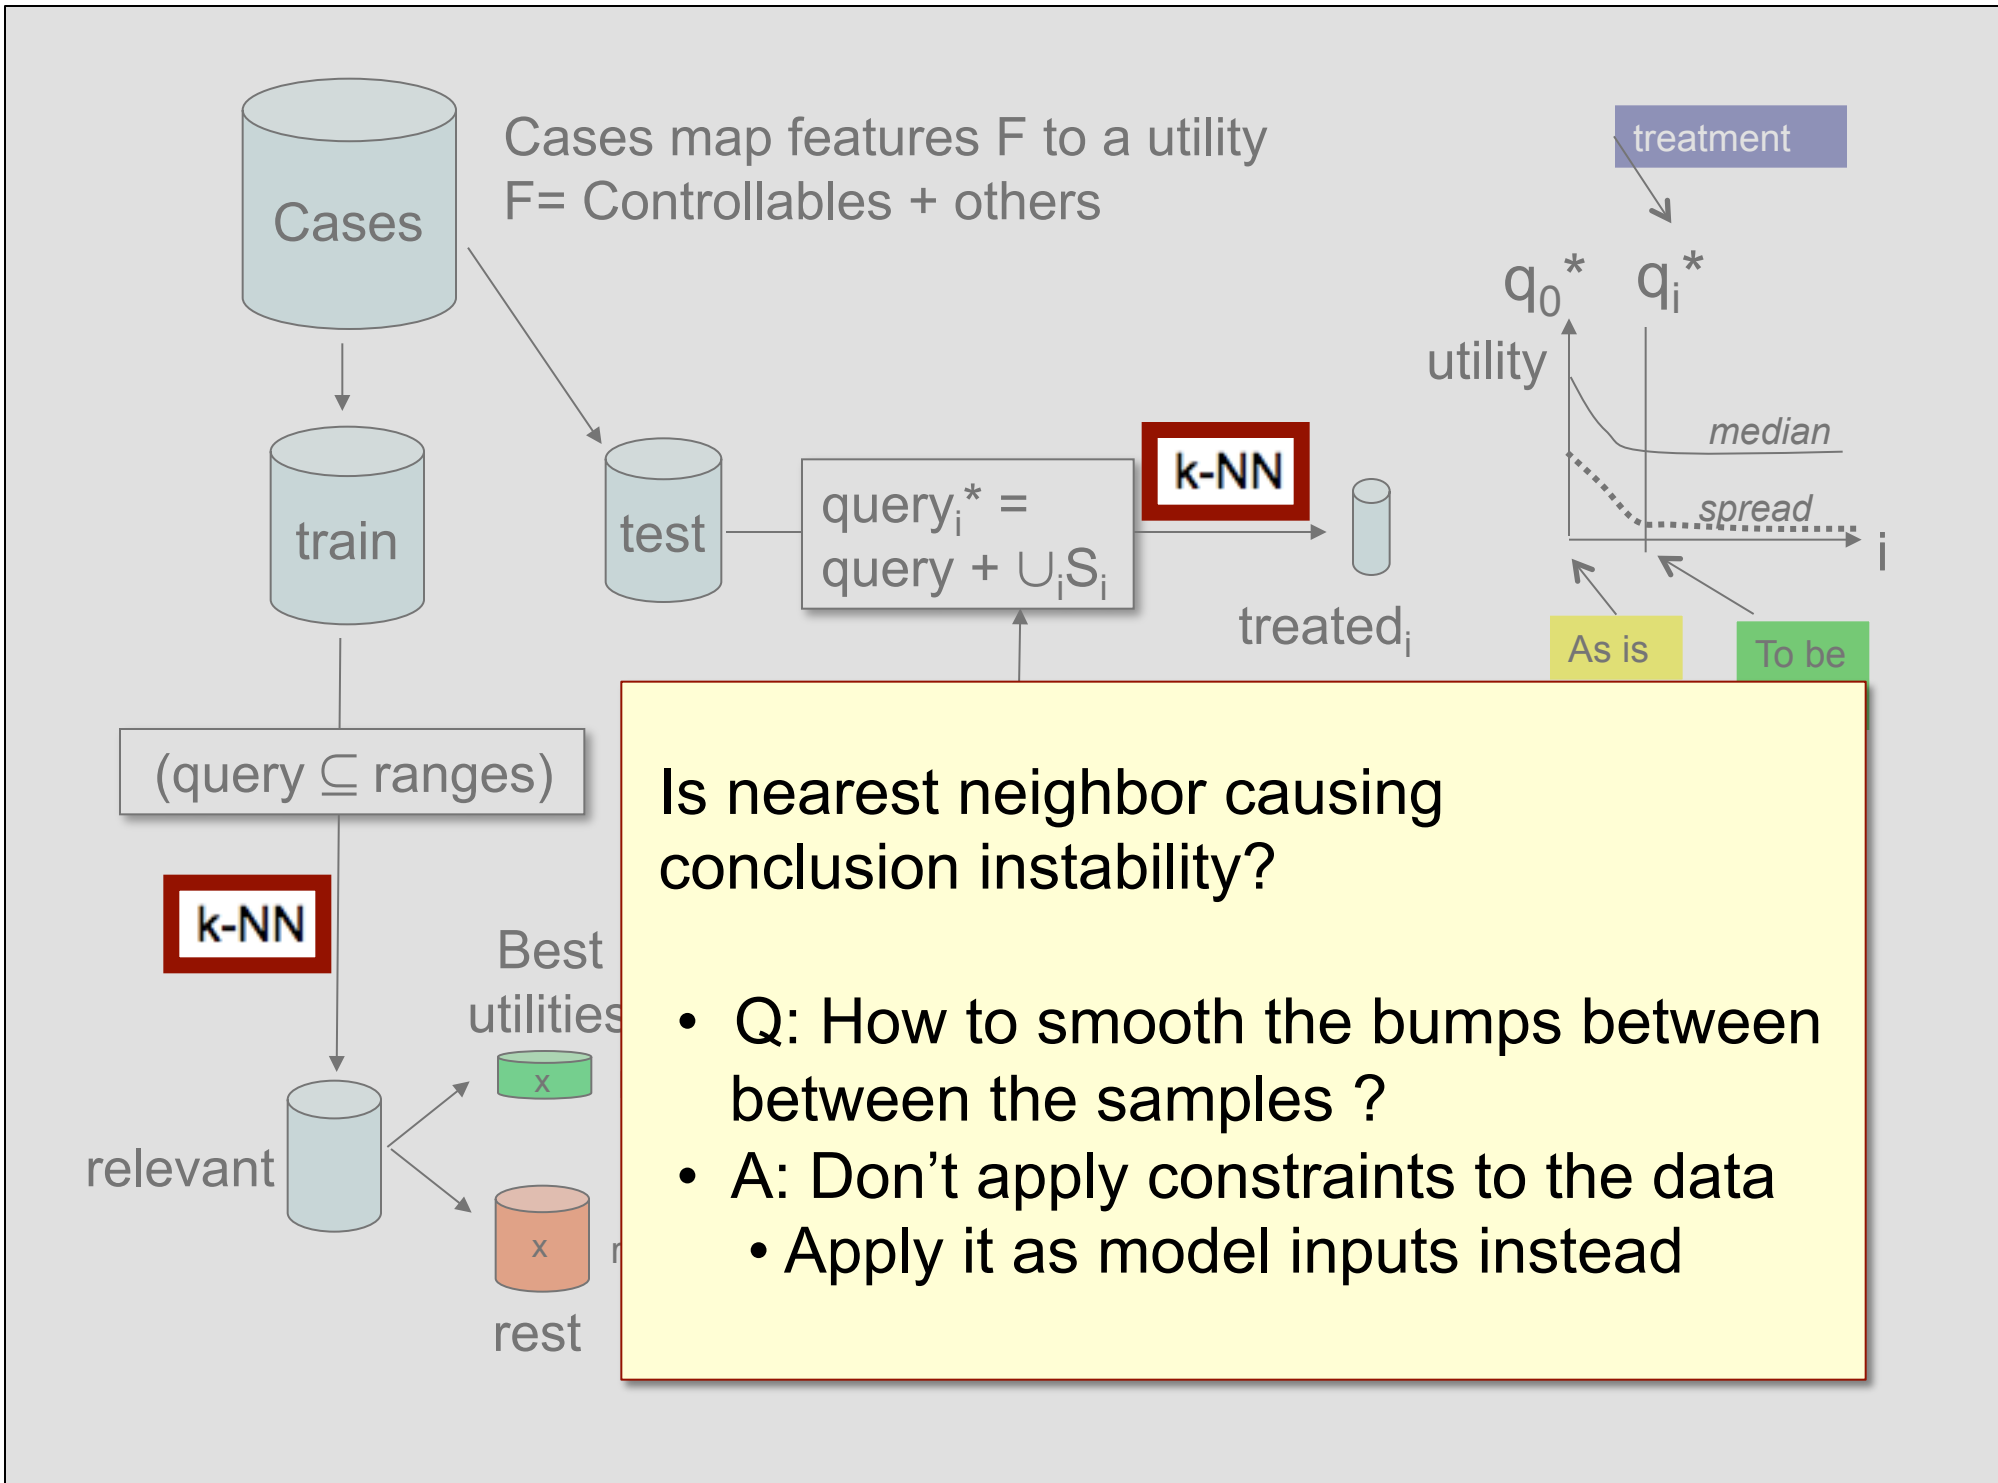 Cases map features F to a utility
F= Controllables + others
Cases
treatment
q₀* qᵢ*
utility
median
spread
i
As is
To be
train
test
queryᵢ* =
query + ∪ᵢSᵢ
k-NN
treatedᵢ
(query ⊆ ranges)
k-NN
Best
utilities
x
relevant
x
rest
Is nearest neighbor causing
conclusion instability?
• Q: How to smooth the bumps between
between the samples ?
• A: Don’t apply constraints to the data
• Apply it as model inputs instead